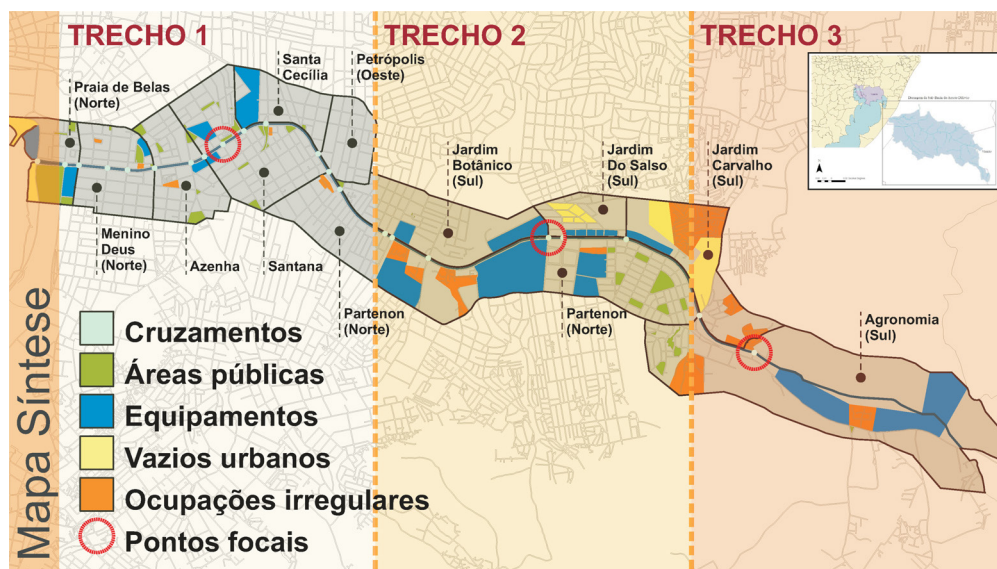 TRECHO 1
TRECHO 2
TRECHO 3
Santa
Cecília
Petrópolis
(Oeste)
Praia de Belas
(Norte)
Jardim
Botânico
(Sul)
Jardim
Do Salso
(Sul)
Jardim
Carvalho
(Sul)
Menino
Deus
(Norte)
Azenha
Santana
Partenon
(Norte)
Partenon
(Norte)
Agronomia
(Sul)
Mapa Síntese
Cruzamentos
Áreas públicas
Equipamentos
Vazios urbanos
Ocupações irregulares
Pontos focais